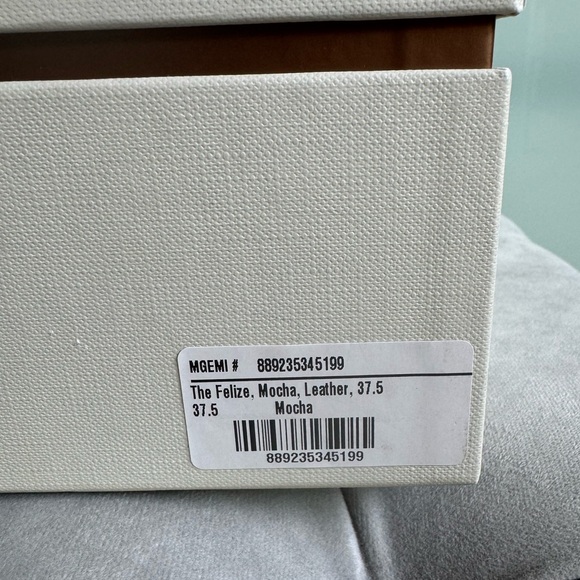 MGEMI # 889235345199
The Felize, Mocha, Leather, 37.5
37.5 Mocha
889235345199